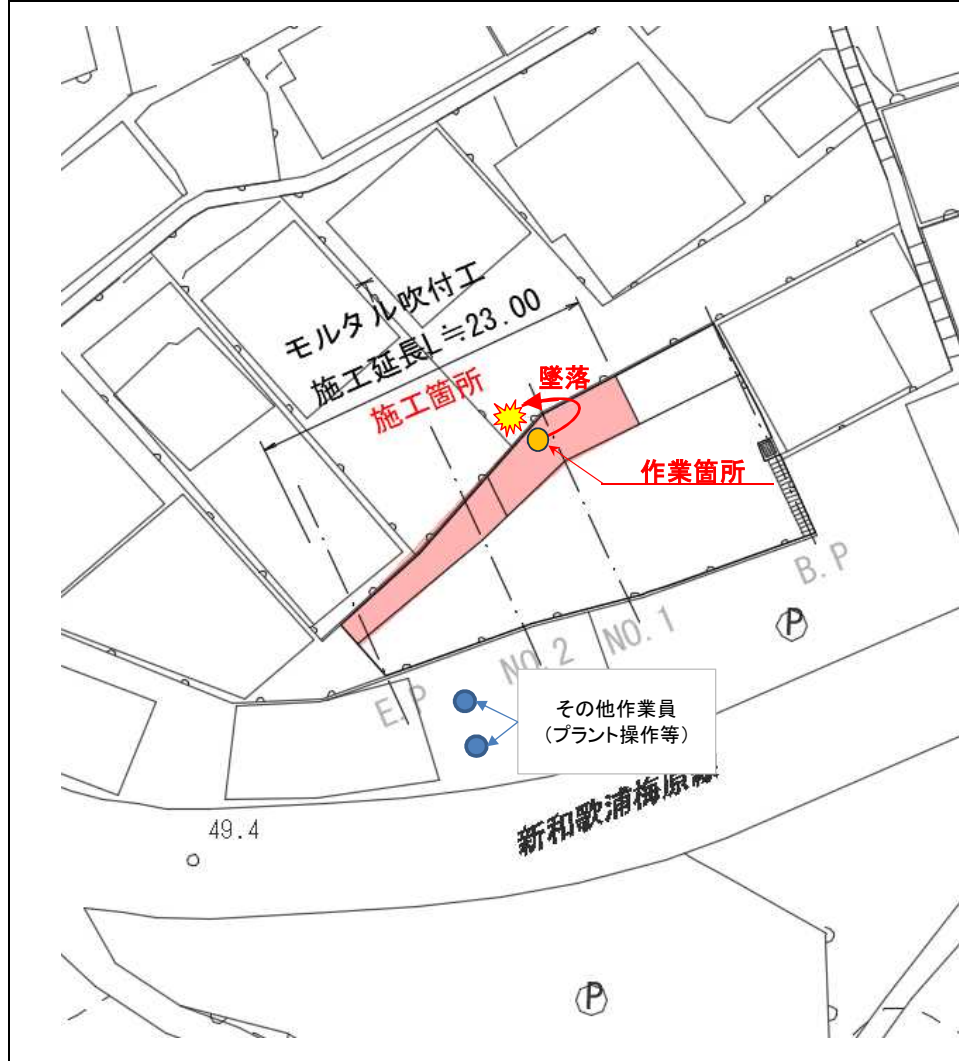 モルタル吹付工
施工延長L≒23.00
施工箇所
墜落
作業箇所
B.P
P
NO.1
NO.2
E.P
その他作業員
（プラント操作等）
新和歌浦梅原線
49.4
P